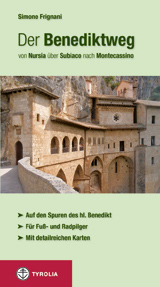 Simone Frignani
Der Benediktweg
von Nursia über Subiaco nach Montecassino
➤ Auf den Spuren des hl. Benedikt
➤ Für Fuß- und Radpilger
➤ Mit detailreichen Karten
TYROLIA